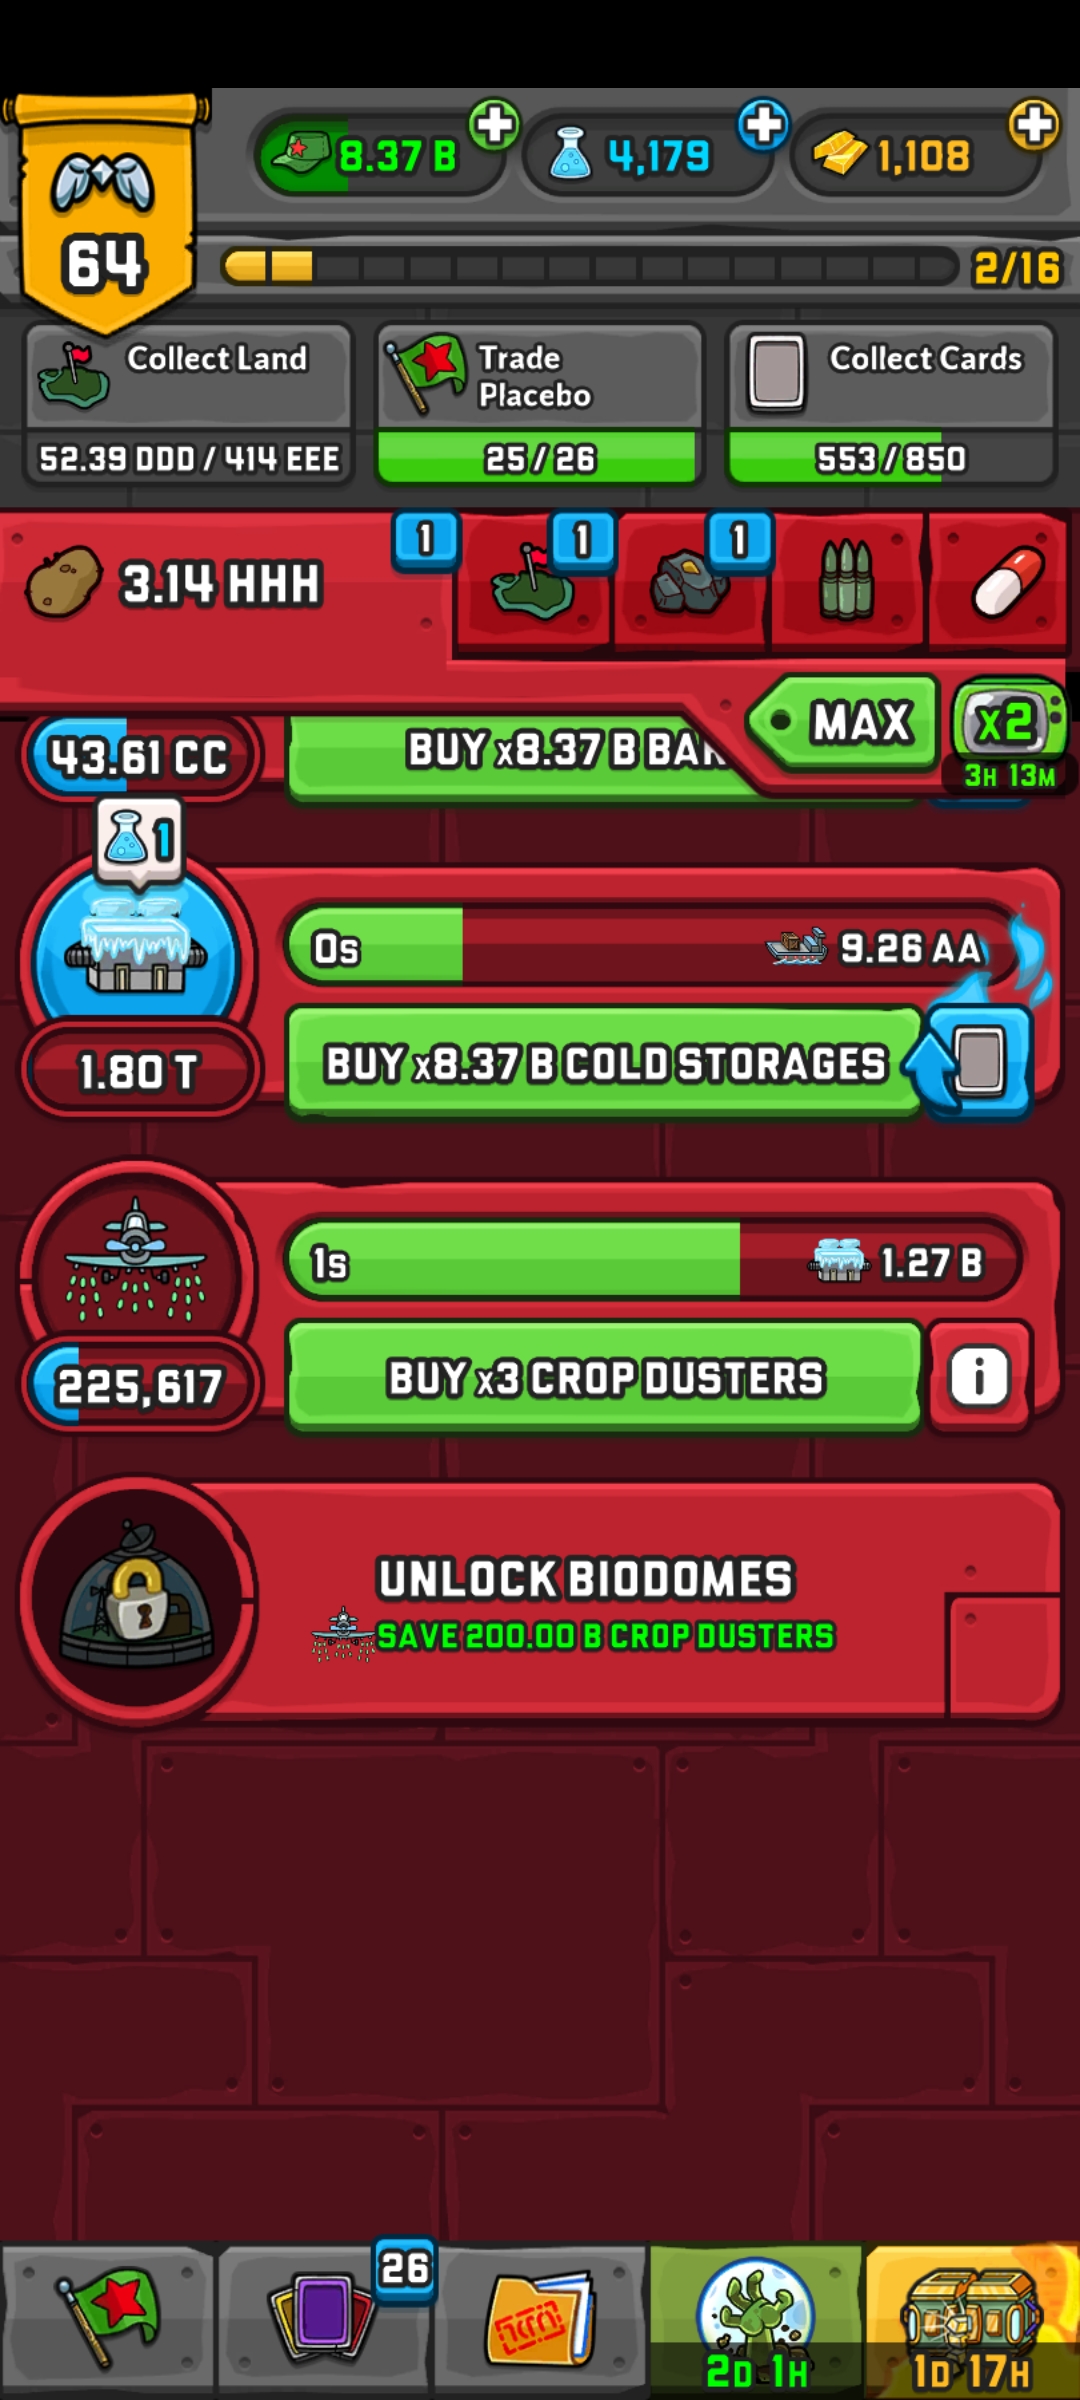 8.37 B
4,179
1,108
64
2/16
Collect Land
52.39 DDD / 414 EEE
Trade
Placebo
25 / 26
Collect Cards
553 / 850
3.14 HHH
1
1
1
MAX
x2
3H 13M
43.61 CC
BUY x8.37 B
1
0s
9.26 AA
1.80 T
BUY x8.37 B COLD STORAGES
1s
1.27 B
225,617
BUY x3 CROP DUSTERS
i
UNLOCK BIODOMES
SAVE 200.00 B CROP DUSTERS
26
2D 1H
1D 17H